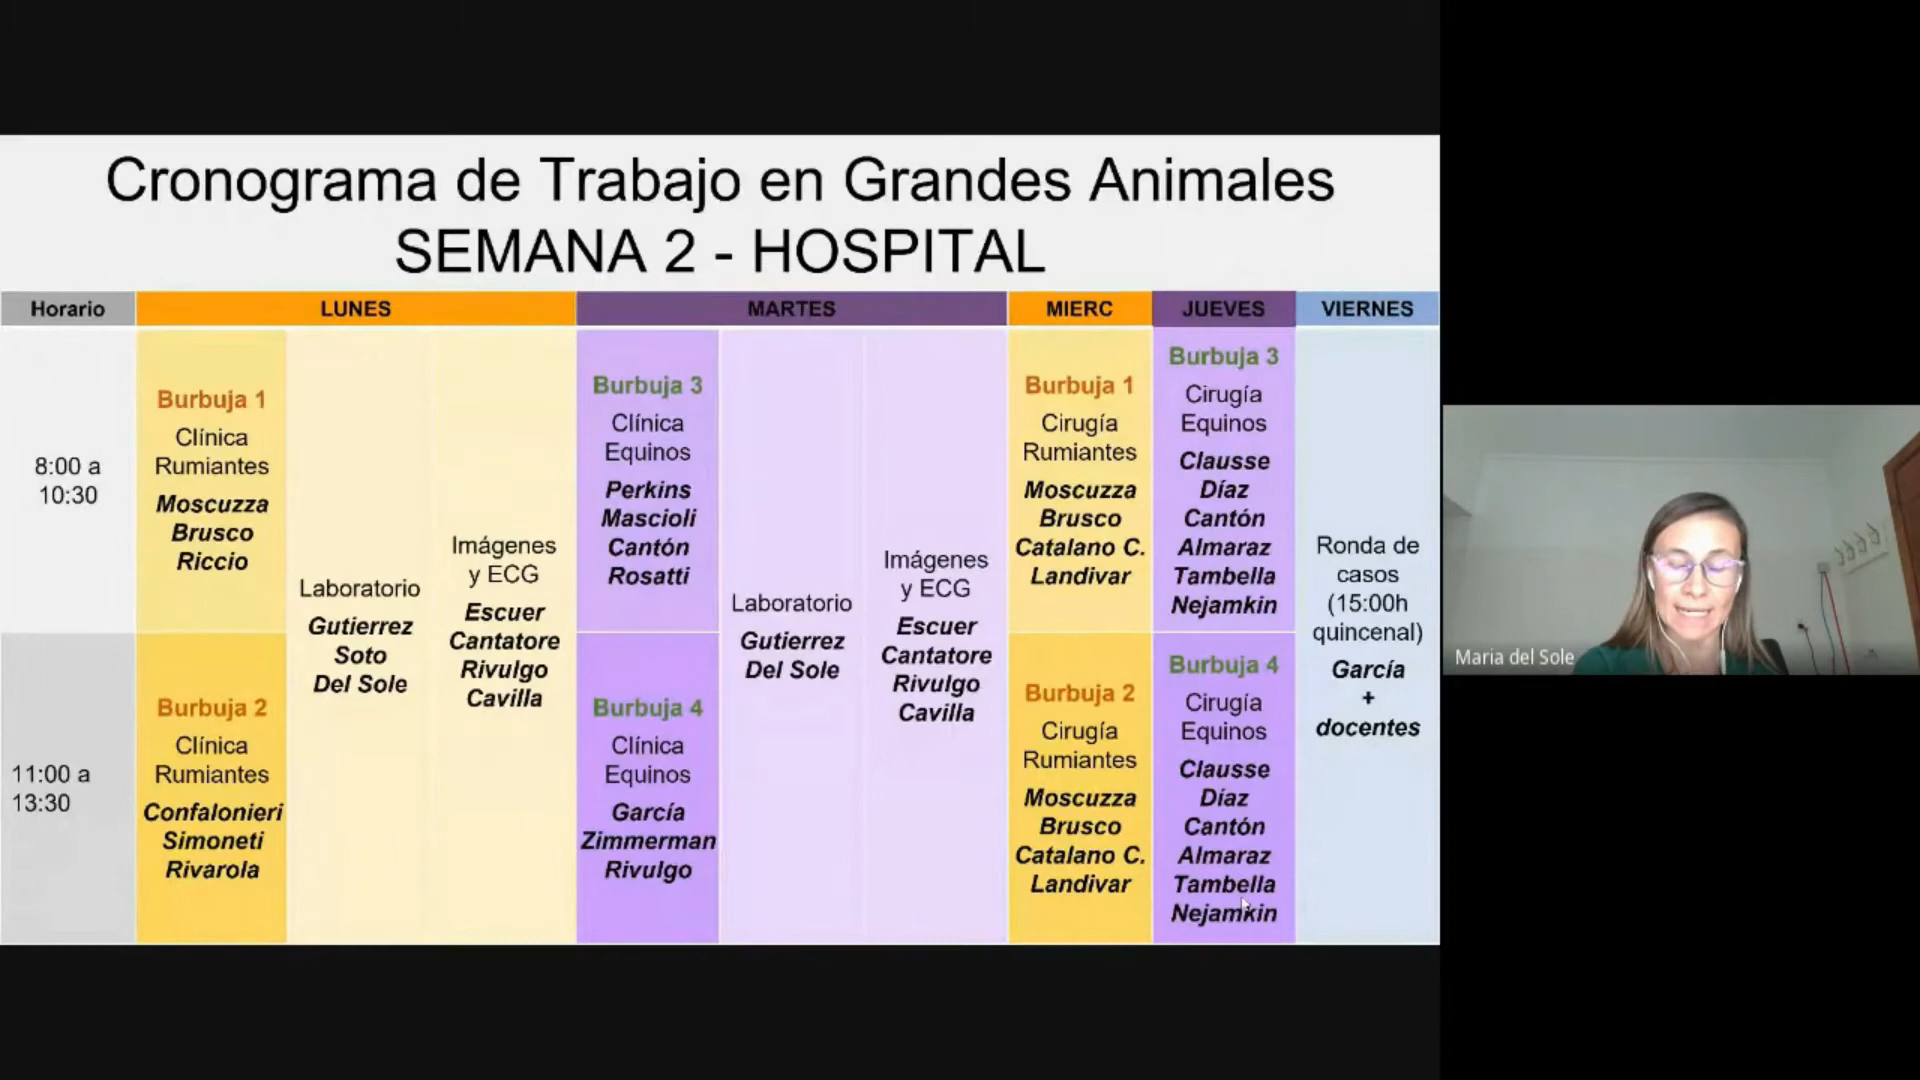 Cronograma de Trabajo en Grandes Animales
SEMANA 2 - HOSPITAL
Horario
LUNES
MARTES
MIERC
JUEVES
VIERNES
8:00 a
10:30
Burbuja 1
Clínica
Rumiantes
Moscuzza
Brusco
Riccio
Laboratorio
Gutierrez
Soto
Del Sole
Imágenes
y ECG
Escuer
Cantatore
Rivulgo
Cavilla
Burbuja 3
Clínica
Equinos
Perkins
Mascioli
Cantón
Rosatti
Laboratorio
Gutierrez
Del Sole
Imágenes
y ECG
Escuer
Cantatore
Rivulgo
Cavilla
Burbuja 1
Cirugía
Rumiantes
Moscuzza
Brusco
Catalano C.
Landivar
Burbuja 3
Cirugía
Equinos
Clausse
Díaz
Cantón
Almaraz
Tambella
Nejamkin
Ronda de
casos
(15:00h
quincenal)
García
+
docentes
11:00 a
13:30
Burbuja 2
Clínica
Rumiantes
Confalonieri
Simoneti
Rivarola
Burbuja 4
Clínica
Equinos
García
Zimmerman
Rivulgo
Burbuja 2
Cirugía
Rumiantes
Moscuzza
Brusco
Catalano C.
Landivar
Burbuja 4
Cirugía
Equinos
Clausse
Díaz
Cantón
Almaraz
Tambella
Nejamkin
Maria del Sole